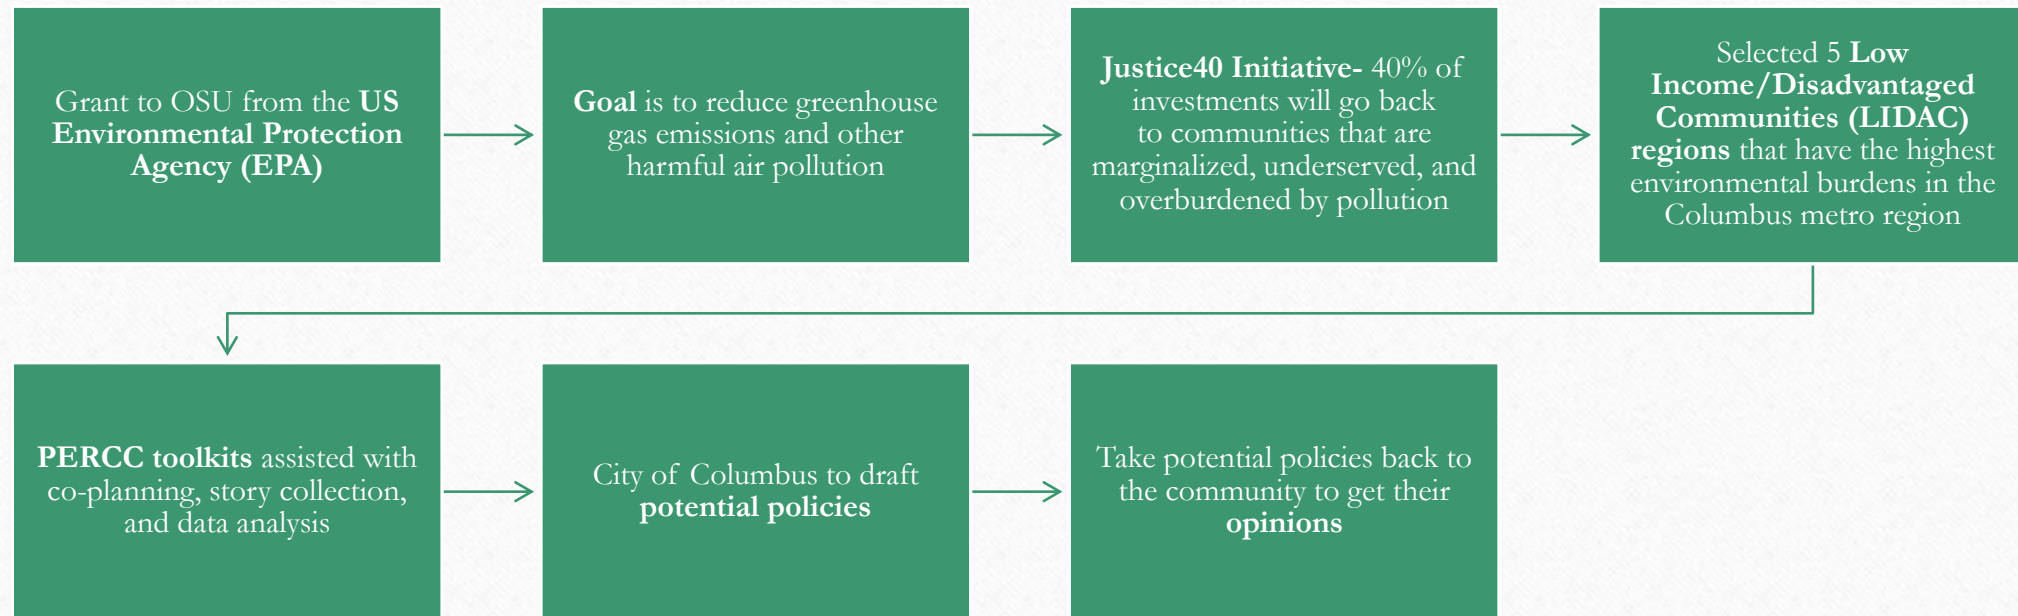 Grant to OSU from the US
Environmental Protection
Agency (EPA)
Goal is to reduce greenhouse
gas emissions and other
harmful air pollution
Justice40 Initiative- 40% of
investments will go back
to communities that are
marginalized, underserved, and
overburdened by pollution
Selected 5 Low
Income/Disadvantaged
Communities (LIDAC)
regions that have the highest
environmental burdens in the
Columbus metro region
PERCC toolkits assisted with
co-planning, story collection,
and data analysis
City of Columbus to draft
potential policies
Take potential policies back to
the community to get their
opinions